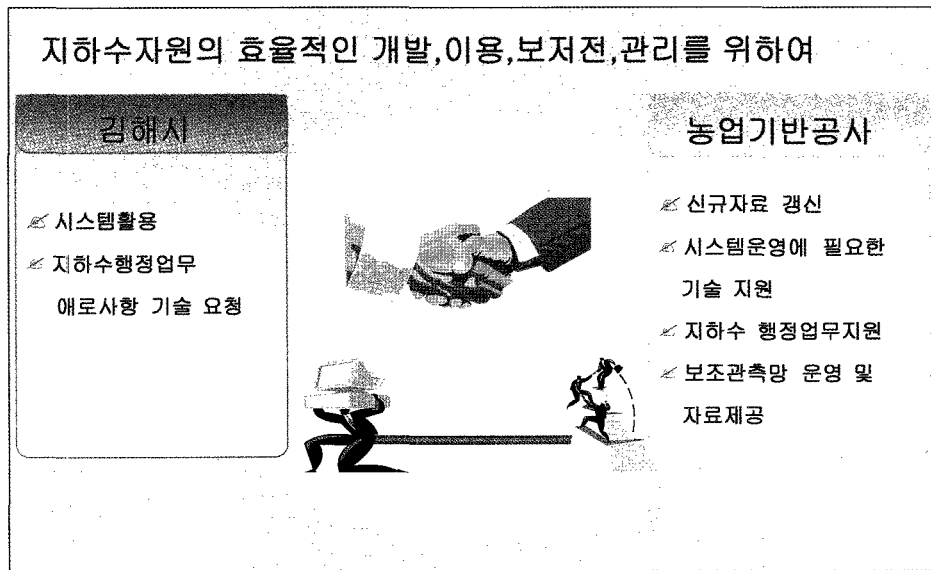 지하수자원의 효율적인 개발,이용,보저전,관리를 위하여
김해시
시스템활용
지하수행정업무
애로사항 기술 요청
농업기반공사
신규자료 갱신
시스템운영에 필요한
기술 지원
지하수 행정업무지원
보조관측망 운영 및
자료제공